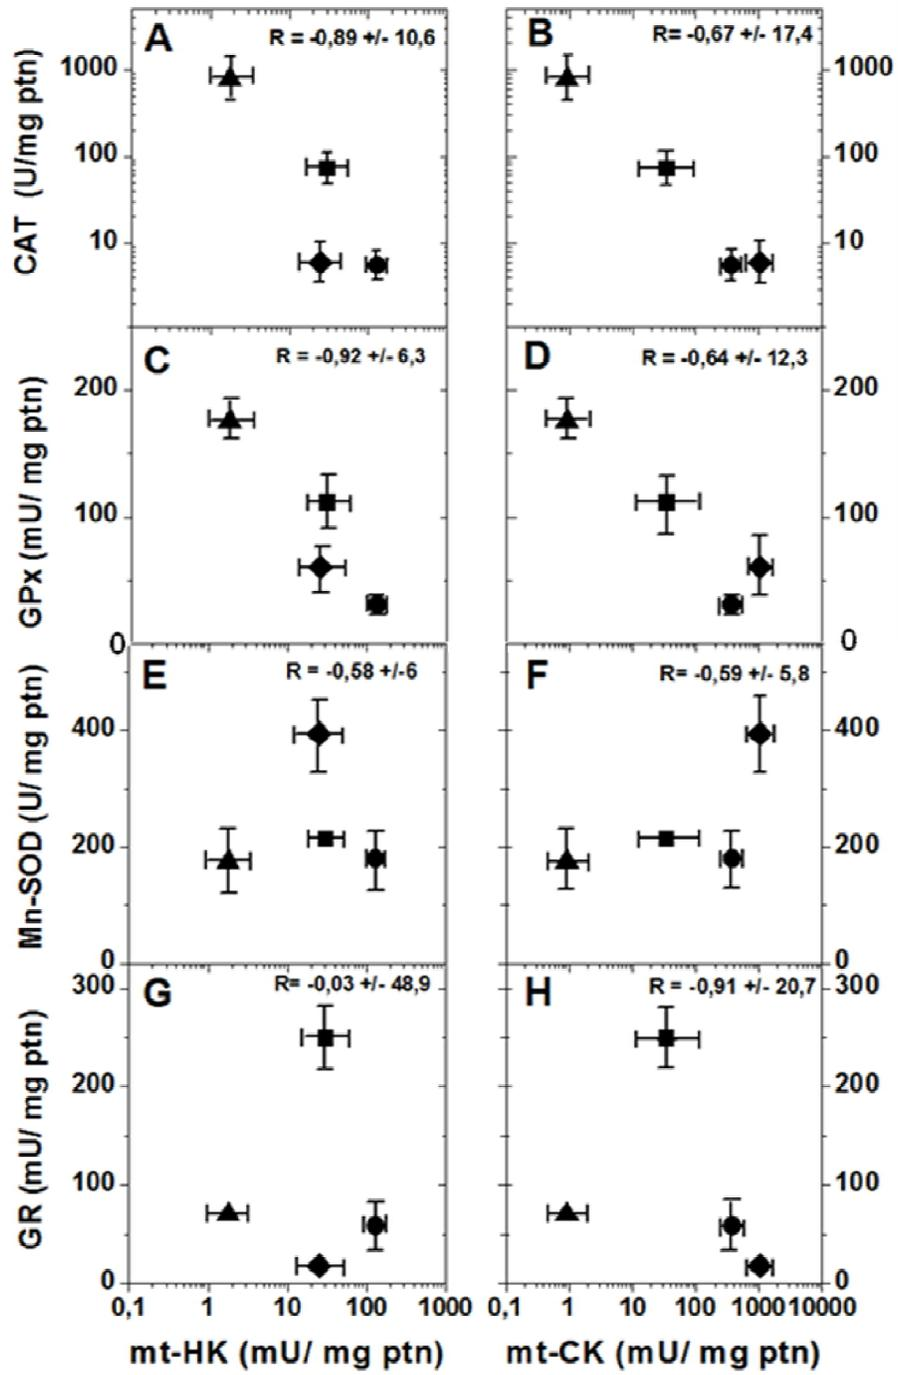 A R = -0,89 +/- 10,6
B R= -0,67 +/- 17,4
CAT (U/mg ptn)
1000
100
10
1000
100
10
C R = -0,92 +/- 6,3
D R = -0,64 +/- 12,3
GPx (mU/ mg ptn)
200
100
0
200
100
0
E R = -0,58 +/-6
F R= -0,59 +/- 5,8
Mn-SOD (U/ mg ptn)
400
200
0
400
200
0
G R= -0,03 +/- 48,9
H R = -0,91 +/- 20,7
GR (mU/ mg ptn)
300
200
100
0
300
200
100
0
0,1 1 10 100 1000
0,1 1 10 100 1000 10000
mt-HK (mU/ mg ptn)
mt-CK (mU/ mg ptn)